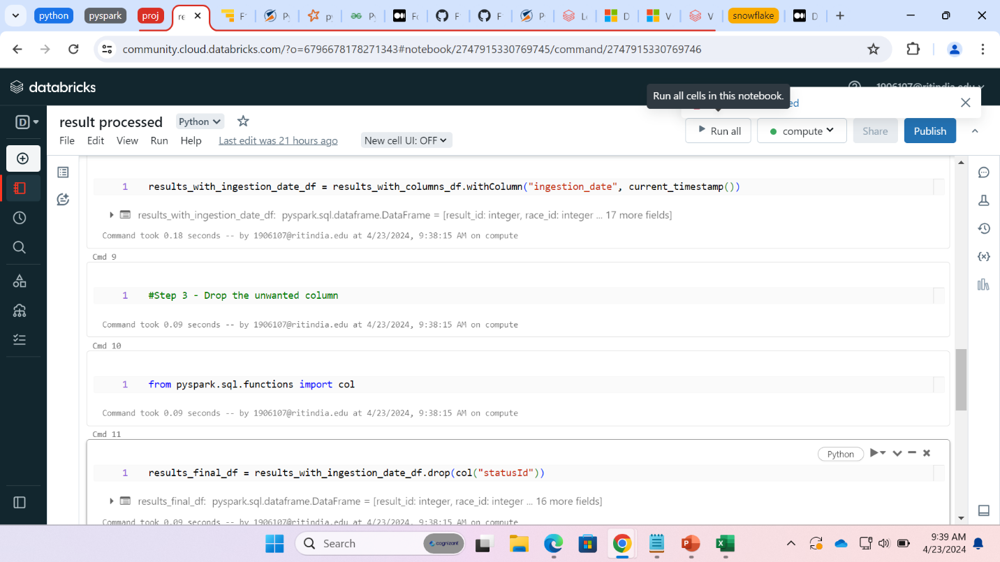 python
pyspark
proj
re
F
Py
py
Py
Fo
F
F
P
Lo
D
V
V
snowflake
D
community.cloud.databricks.com/?o=6796678178271343#notebook/2747915330769745/command/2747915330769746
databricks
Run all cells in this notebook.
ed
D
result processed
Python
Run all
compute
Share
Publish
File Edit View Run Help
Last edit was 21 hours ago
New cell UI: OFF
1 results_with_ingestion_date_df = results_with_columns_df.withColumn("ingestion_date", current_timestamp())
results_with_ingestion_date_df: pyspark.sql.dataframe.DataFrame = [result_id: integer, race_id: integer ... 17 more fields]
Command took 0.18 seconds -- by 1906107@ritindia.edu at 4/23/2024, 9:38:15 AM on compute
Cmd 9
1 #Step 3 - Drop the unwanted column
Command took 0.09 seconds -- by 1906107@ritindia.edu at 4/23/2024, 9:38:15 AM on compute
Cmd 10
1 from pyspark.sql.functions import col
Command took 0.09 seconds -- by 1906107@ritindia.edu at 4/23/2024, 9:38:15 AM on compute
Cmd 11
Python
1 results_final_df = results_with_ingestion_date_df.drop(col("statusId"))
results_final_df: pyspark.sql.dataframe.DataFrame = [result_id: integer, race_id: integer ... 16 more fields]
Command took 0.09 seconds -- by 1906107@ritindia.edu at 4/23/2024, 9:38:15 AM on compute
Search
cognizant
9:39 AM
4/23/2024